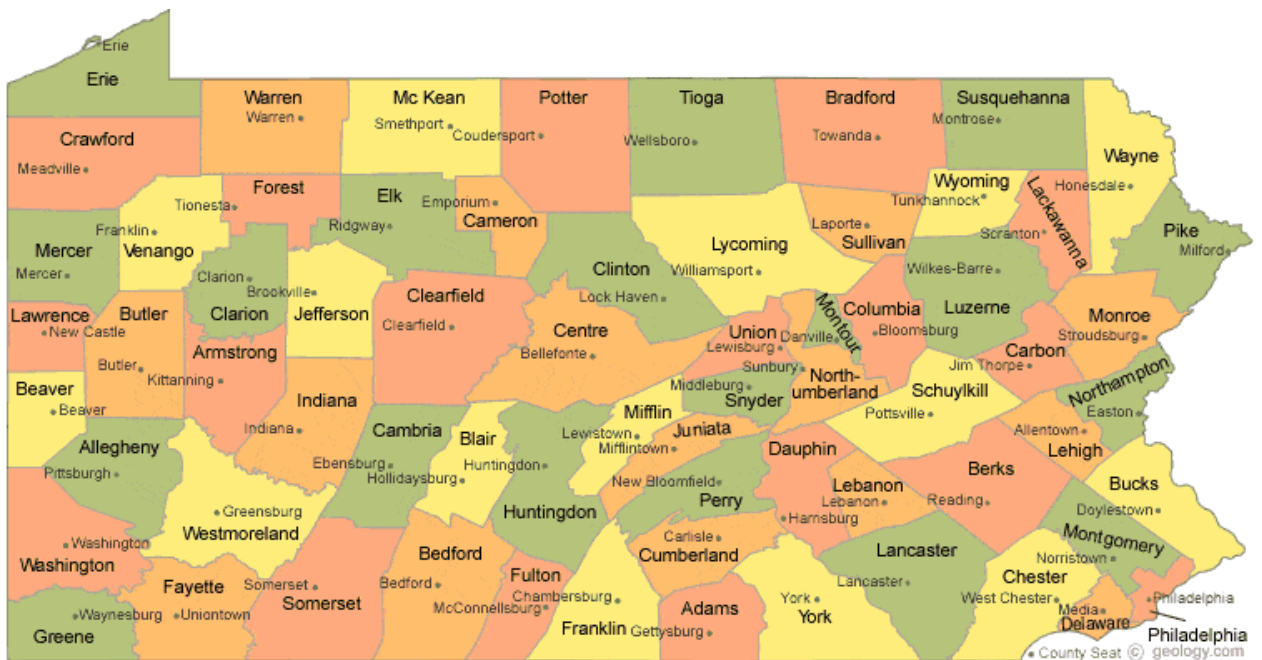 Erie
Erie
Warren
Warren
Mc Kean
Smethport
Potter
Coudersport
Tioga
Wellsboro
Bradford
Towanda
Susquehanna
Montrose
Wayne
Honesdale
Crawford
Meadville
Forest
Tionesta
Elk
Ridgway
Emporium
Cameron
Wyoming
Tunkhannock
Lackawanna
Scranton
Pike
Milford
Mercer
Mercer
Franklin
Venango
Clarion
Clarion
Brookville
Jefferson
Clearfield
Clearfield
Clinton
Lock Haven
Lycoming
Williamsport
Laporte
Sullivan
Wilkes-Barre
Luzerne
Lawrence
New Castle
Butler
Butler
Armstrong
Kittanning
Centre
Bellefonte
Union
Lewisburg
Danville
Montour
Columbia
Bloomsburg
Carbon
Jim Thorpe
Monroe
Stroudsburg
Beaver
Beaver
Indiana
Indiana
Cambria
Ebensburg
Blair
Hollidaysburg
Huntingdon
Huntingdon
Mifflin
Lewistown
Middleburg
Snyder
Sunbury
North-
umberland
Schuylkill
Pottsville
Northampton
Easton
Allentown
Lehigh
Allegheny
Pittsburgh
Juniata
Mifflintown
New Bloomfield
Perry
Dauphin
Harrisburg
Lebanon
Lebanon
Berks
Reading
Bucks
Doylestown
Westmoreland
Greensburg
Washington
Washington
Bedford
Bedford
Carlisle
Cumberland
Lancaster
Lancaster
Montgomery
Norristown
Chester
West Chester
Fayette
Uniontown
Somerset
Somerset
Fulton
McConnellsburg
Chambersburg
Franklin
Adams
Gettysburg
York
York
Media
Delaware
Philadelphia
Philadelphia
Waynesburg
Greene
County Seat © geology.com